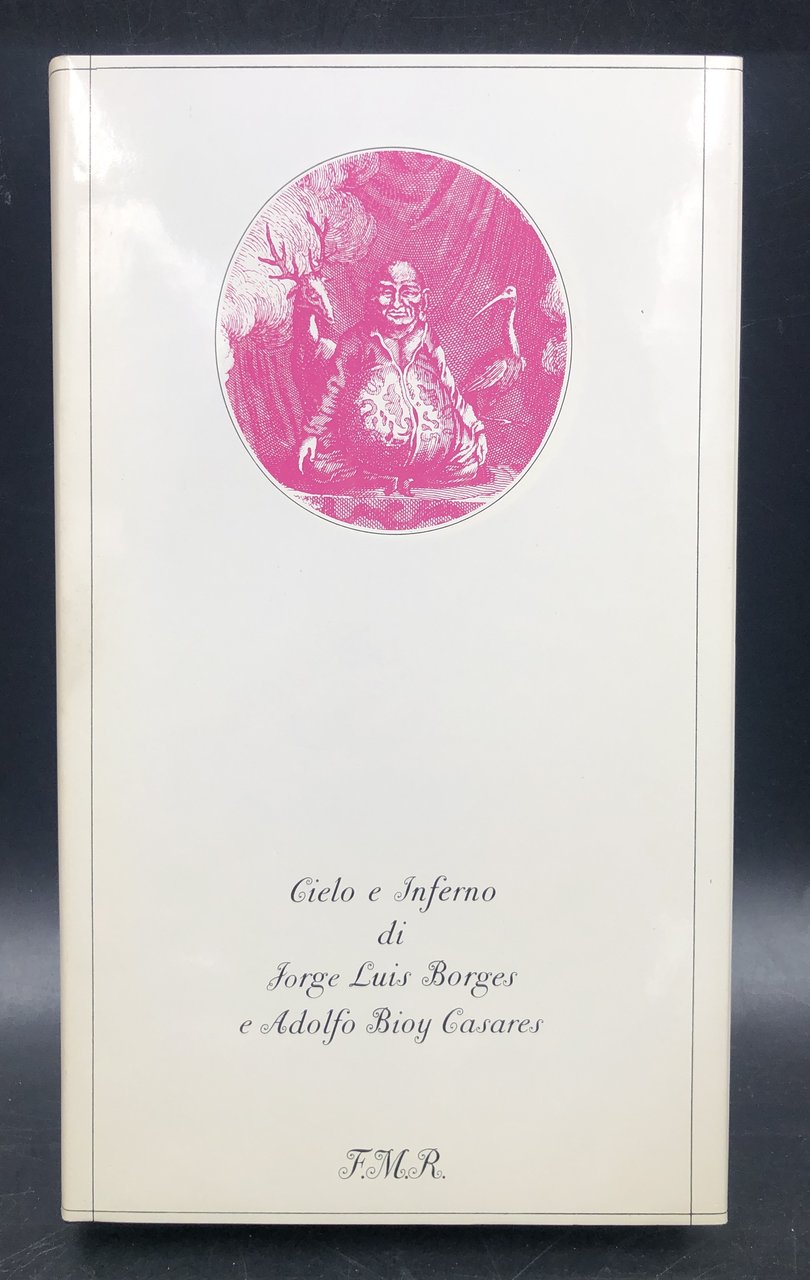 Cielo e Inferno
di
Jorge Luis Borges
e Adolfo Bioy Casares
F.M.R.